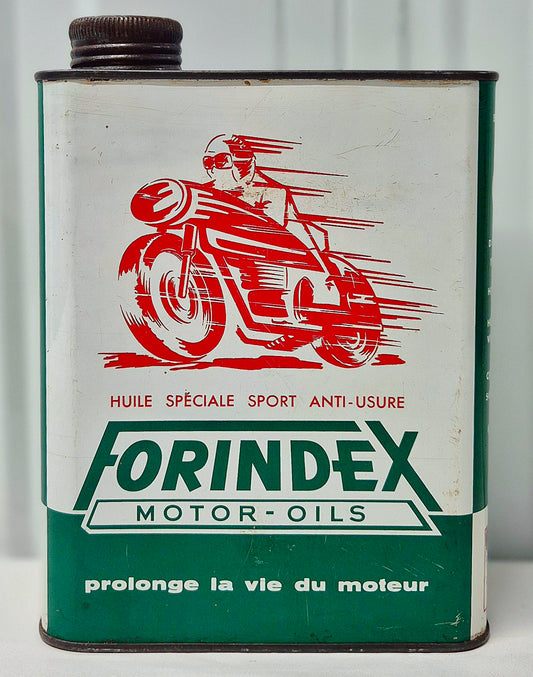 HUILE SPÉCIALE SPORT ANTI-USURE
FORINDEX
MOTOR-OILS
prolonge la vie du moteur